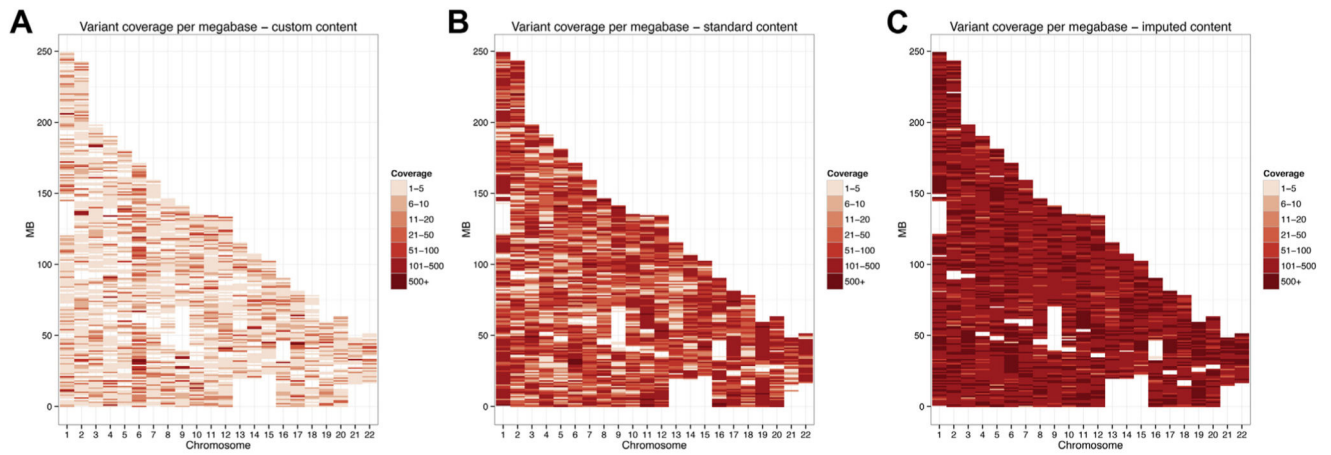 A
Variant coverage per megabase – custom content
250
200
150
100
50
0
MB
1 2 3 4 5 6 7 8 9 10 11 12 13 14 15 16 17 18 19 20 21 22
Chromosome
Coverage
1–5
6–10
11–20
21–50
51–100
101–500
500+
B
Variant coverage per megabase – standard content
250
200
150
100
50
0
MB
1 2 3 4 5 6 7 8 9 10 11 12 13 14 15 16 17 18 19 20 21 22
Chromosome
Coverage
1–5
6–10
11–20
21–50
51–100
101–500
500+
C
Variant coverage per megabase – imputed content
250
200
150
100
50
0
MB
1 2 3 4 5 6 7 8 9 10 11 12 13 14 15 16 17 18 19 20 21 22
Chromosome
Coverage
1–5
6–10
11–20
21–50
51–100
101–500
500+